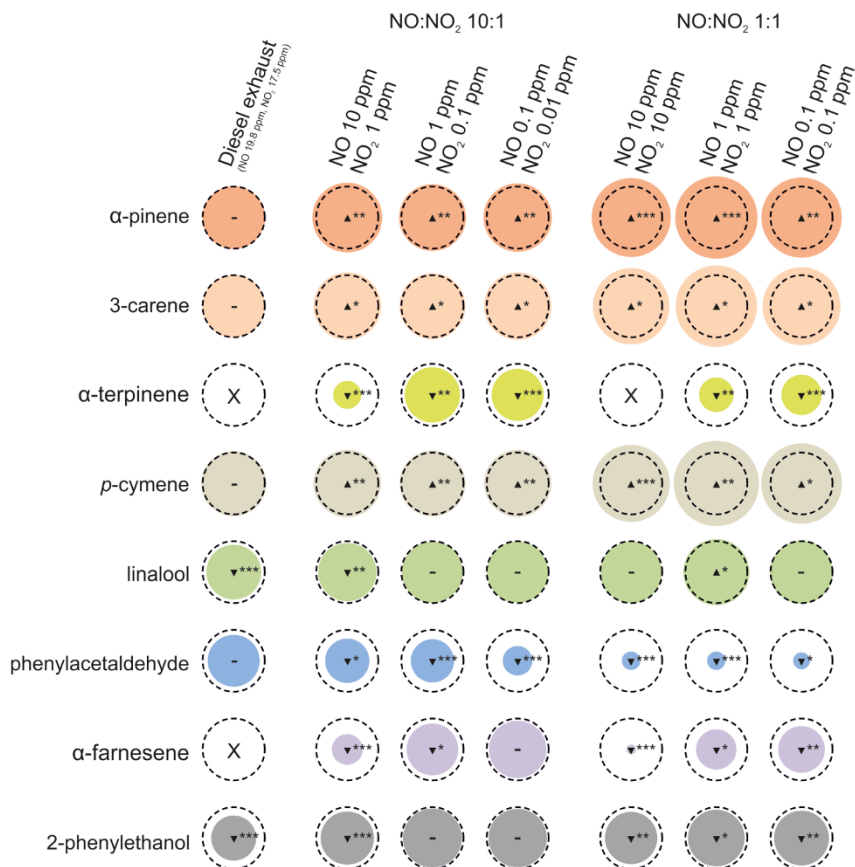 NO:NO₂ 10:1
NO:NO₂ 1:1
Diesel exhaust
(NO 19.8 ppm, NO₂ 17.5 ppm)
NO 10 ppm
NO₂ 1 ppm
NO 1 ppm
NO₂ 0.1 ppm
NO 0.1 ppm
NO₂ 0.01 ppm
NO 10 ppm
NO₂ 10 ppm
NO 1 ppm
NO₂ 1 ppm
NO 0.1 ppm
NO₂ 0.1 ppm
α-pinene - ▲** ▲** ▲** ▲*** ▲*** ▲**
3-carene - ▲* ▲* ▲* ▲* ▲* ▲*
α-terpinene X ▼*** ▼** ▼*** X ▼** ▼***
p-cymene - ▲** ▲** ▲** ▲*** ▲** ▲*
linalool ▼*** ▼** - - - ▲* -
phenylacetaldehyde - ▼* ▼*** ▼*** ▼*** ▼*** ▼*
α-farnesene X ▼*** ▼* - ▼*** ▼* ▼**
2-phenylethanol ▼*** ▼*** - - ▼** ▼* ▼**